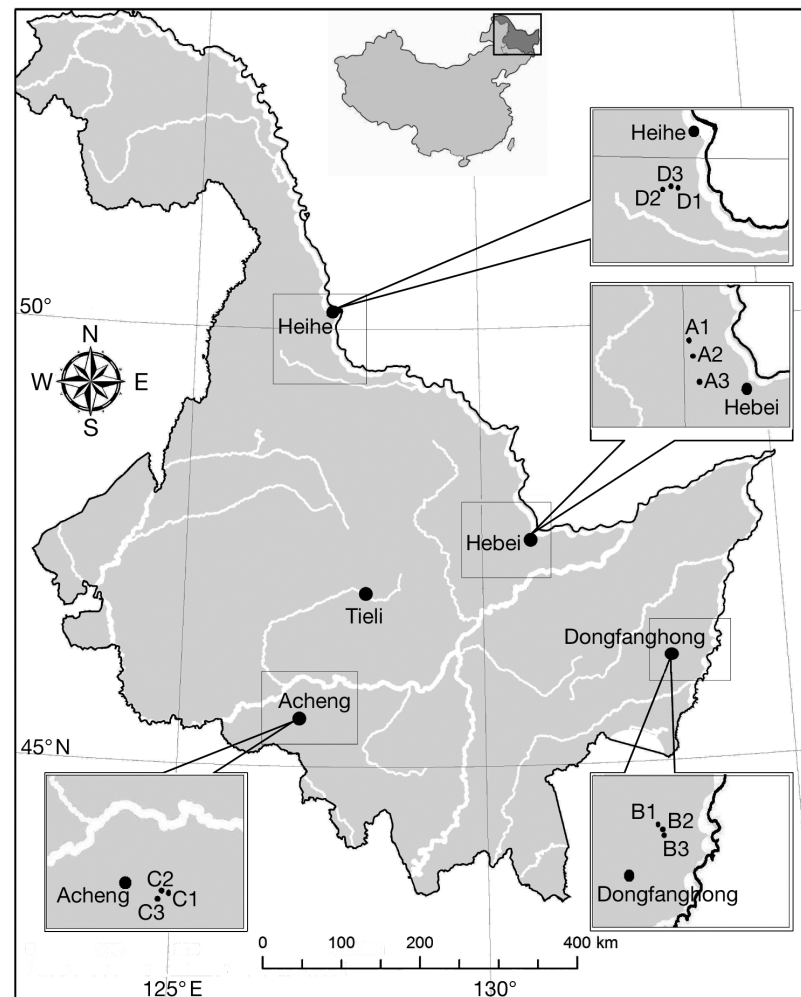 Heihe
D3
D2
D1
50°
Heihe
A1
A2
A3
Hebei
N
W
E
S
Hebei
Tieli
Dongfanghong
Acheng
45° N
B1
B2
B3
Dongfanghong
C2
Acheng
C1
C3
0 100 200 400 km
125° E
130°